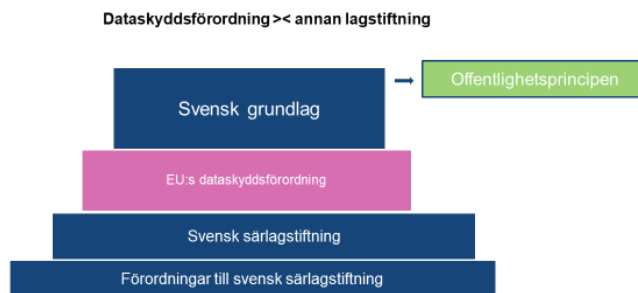 Dataskyddsförordning >< annan lagstiftning
Svensk grundlag
Offentlighetsprincipen
EU:s dataskyddsförordning
Svensk särlagstiftning
Förordningar till svensk särlagstiftning